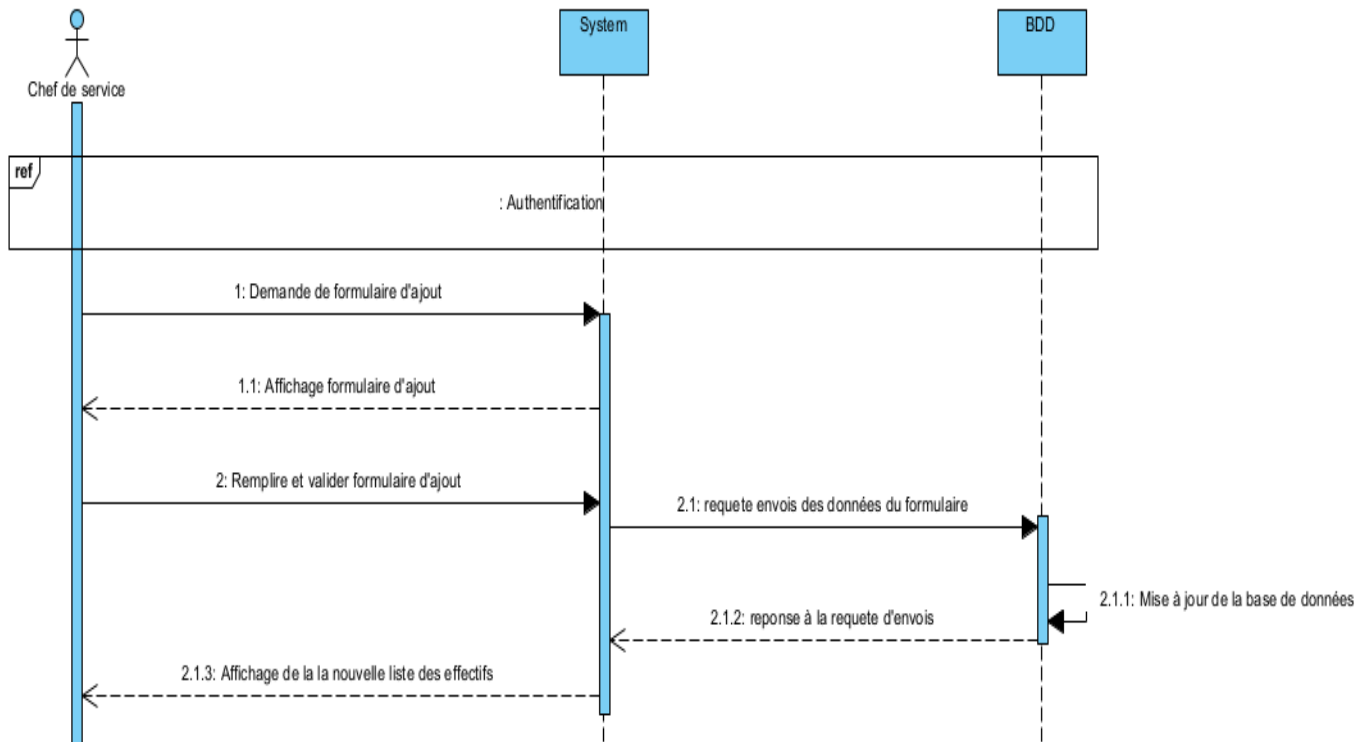 System
BDD
Chef de service
ref
: Authentification
1: Demande de formulaire d'ajout
1.1: Affichage formulaire d'ajout
2: Remplire et valider formulaire d'ajout
2.1: requete envois des données du formulaire
2.1.1: Mise à jour de la base de données
2.1.2: reponse à la requete d'envois
2.1.3: Affichage de la la nouvelle liste des effectifs